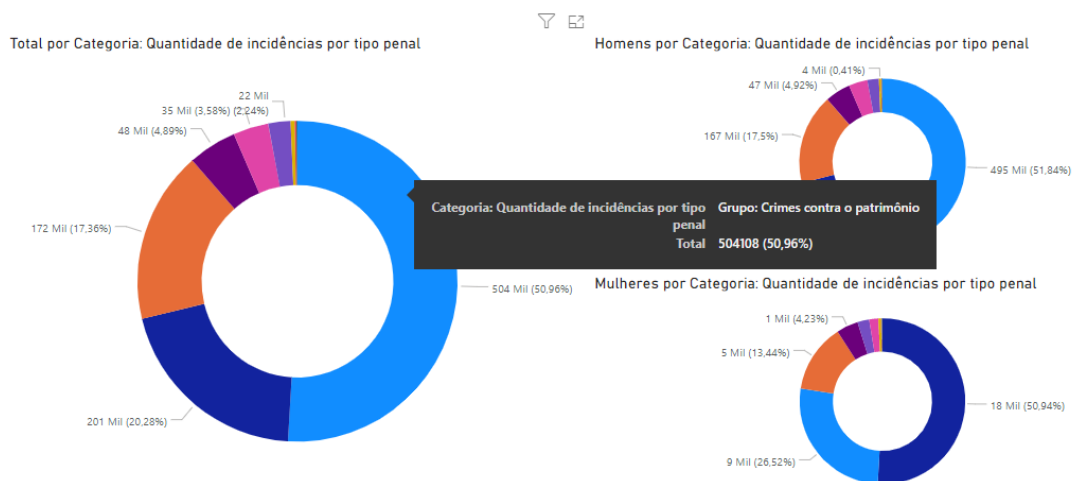 Total por Categoria: Quantidade de incidências por tipo penal
22 Mil
35 Mil (3,58%) (2,24%)
48 Mil (4,89%)
172 Mil (17,36%)
201 Mil (20,28%)
504 Mil (50,96%)
Categoria: Quantidade de incidências por tipo penal Grupo: Crimes contra o patrimônio
Total 504108 (50,96%)
Homens por Categoria: Quantidade de incidências por tipo penal
4 Mil (0,41%)
47 Mil (4,92%)
167 Mil (17,5%)
495 Mil (51,84%)
Mulheres por Categoria: Quantidade de incidências por tipo penal
1 Mil (4,23%)
5 Mil (13,44%)
9 Mil (26,52%)
18 Mil (50,94%)